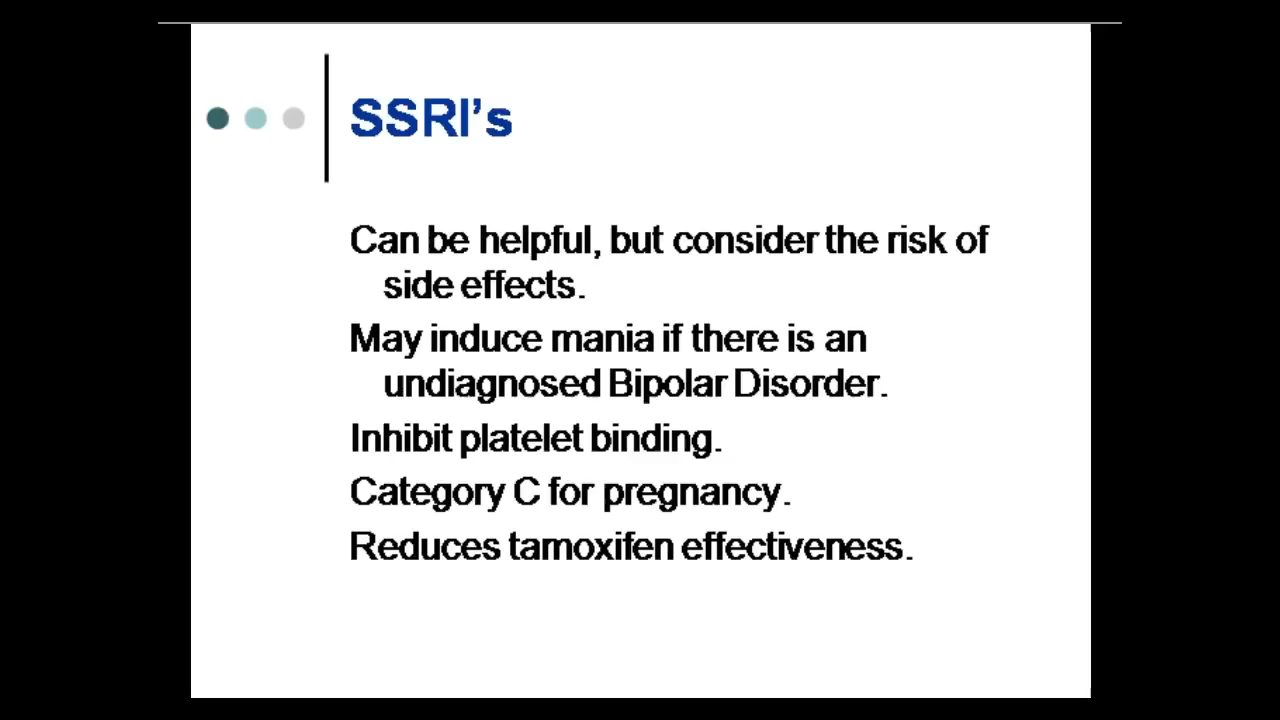 SSRI’s
Can be helpful, but consider the risk of
side effects.
May induce mania if there is an
undiagnosed Bipolar Disorder.
Inhibit platelet binding.
Category C for pregnancy.
Reduces tamoxifen effectiveness.